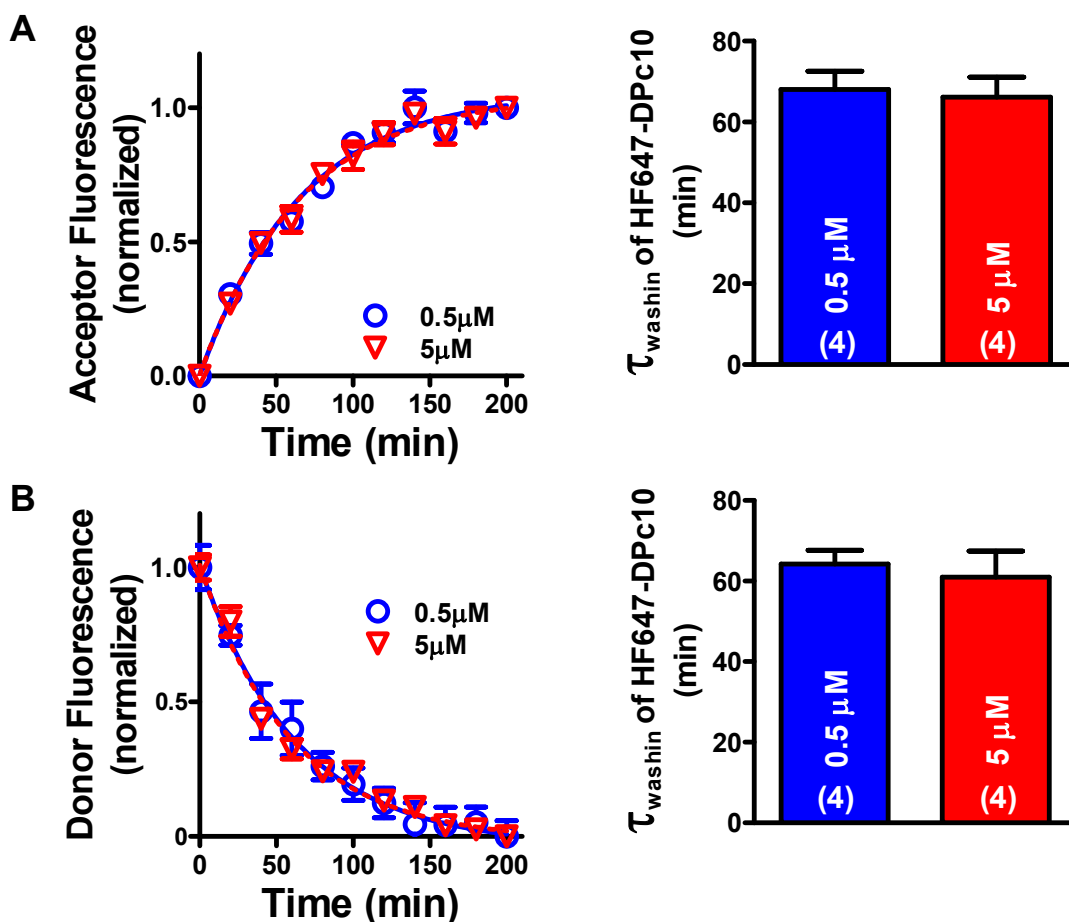 A
Acceptor Fluorescence
(normalized)
1.0
0.5
0.0
0.5µM
5µM
0 50 100 150 200
Time (min)
τwashin of HF647-DPc10
(min)
80
60
40
20
0
(4) 0.5 µM
(4) 5 µM
B
Donor Fluorescence
(normalized)
1.0
0.5
0
0.5µM
5µM
0 50 100 150 200
Time (min)
τwashin of HF647-DPc10
(min)
80
60
40
20
0
(4) 0.5 µM
(4) 5 µM